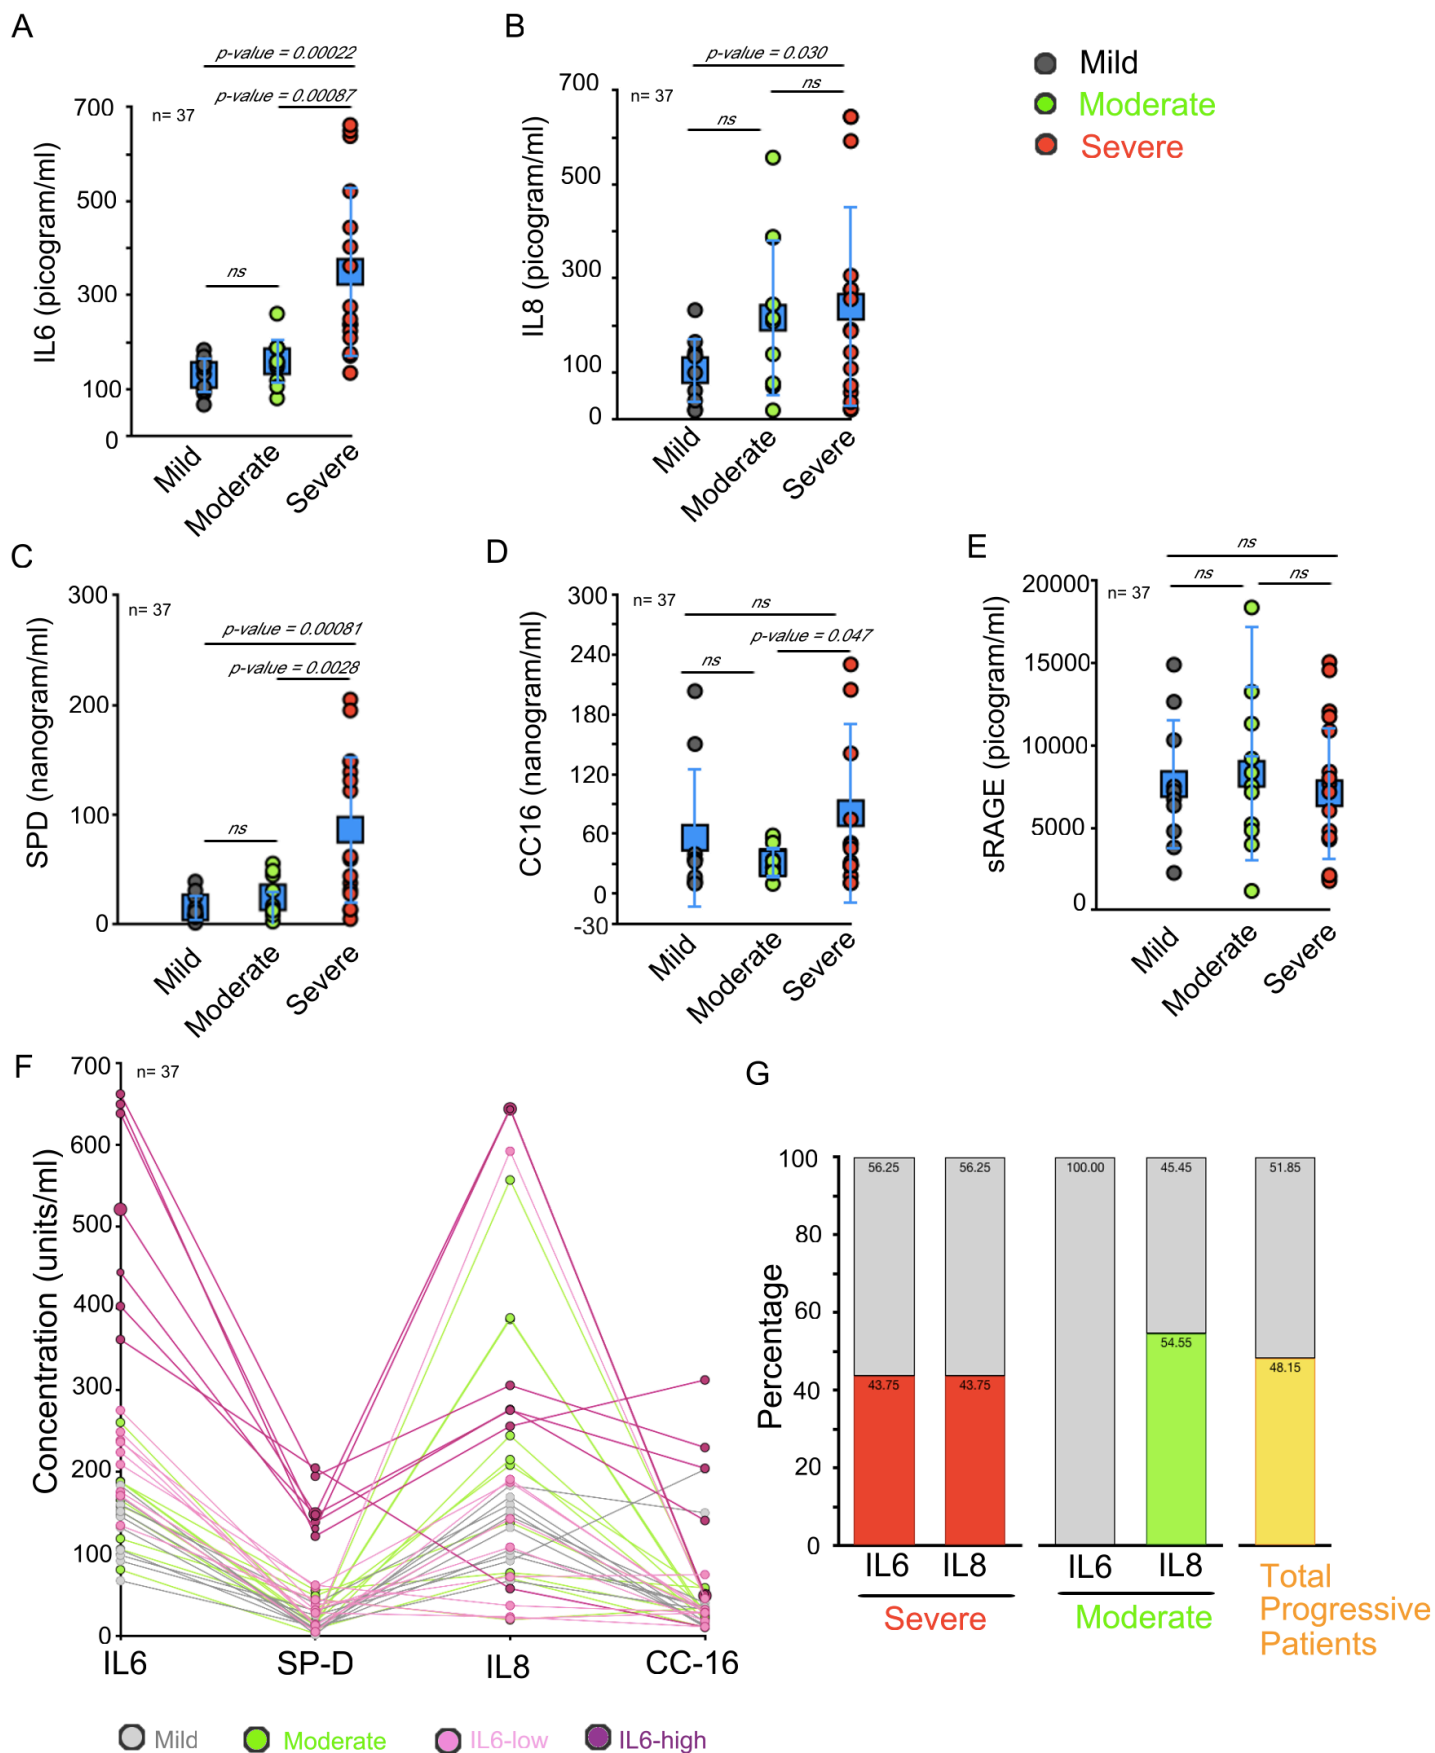 A
p-value = 0.00022
p-value = 0.00087
n= 37
ns
700
500
300
100
0
IL6 (picogram/ml)
Mild
Moderate
Severe
B
p-value = 0.030
ns
n= 37
ns
700
500
300
100
0
IL8 (picogram/ml)
Mild
Moderate
Severe
Mild
Moderate
Severe
C
n= 37
p-value = 0.00081
p-value = 0.0028
ns
300
200
100
0
SPD (nanogram/ml)
Mild
Moderate
Severe
D
n= 37
ns
p-value = 0.047
ns
300
240
180
120
60
0
-30
CC16 (nanogram/ml)
Mild
Moderate
Severe
E
ns
ns
ns
n= 37
20000
15000
10000
5000
0
sRAGE (picogram/ml)
Mild
Moderate
Severe
F
n= 37
700
600
500
400
300
200
100
0
Concentration (units/ml)
IL6
SP-D
IL8
CC-16
Mild
Moderate
IL6-low
IL6-high
G
100
80
60
40
20
0
Percentage
56.25
56.25
100.00
45.45
51.85
54.55
48.15
43.75
43.75
IL6
IL8
IL6
IL8
Severe
Moderate
Total
Progressive
Patients